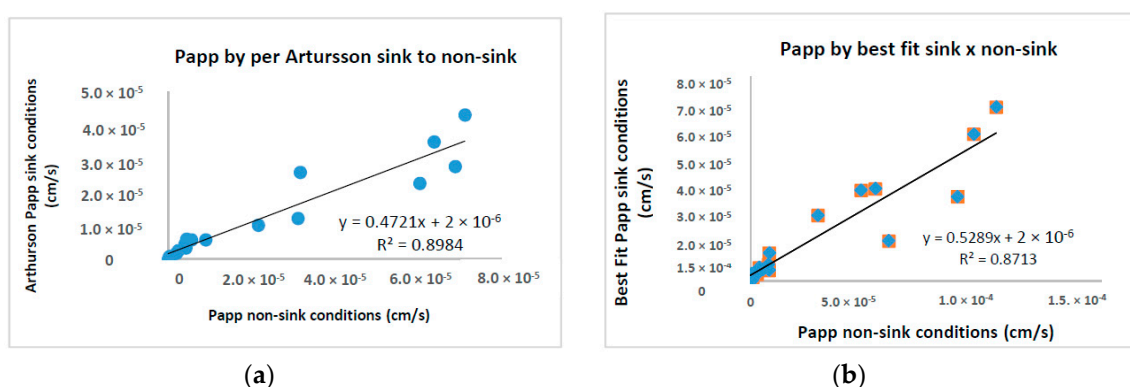 Papp by per Artursson sink to non-sink
Arthurson Papp sink conditions
(cm/s)
5.0 × 10⁻⁵
4.0 × 10⁻⁵
3.0 × 10⁻⁵
2.0 × 10⁻⁵
1.0 × 10⁻⁵
0
y = 0.4721x + 2 × 10⁻⁶
R² = 0.8984
0
2.0 × 10⁻⁵
4.0 × 10⁻⁵
6.0 × 10⁻⁵
8.0 × 10⁻⁵
Papp non-sink conditions (cm/s)
(a)
Papp by best fit sink x non-sink
Best Fit Papp sink conditions
(cm/s)
8.0 × 10⁻⁵
7.0 × 10⁻⁵
6.0 × 10⁻⁵
5.0 × 10⁻⁵
4.0 × 10⁻⁵
3.0 × 10⁻⁵
2.0 × 10⁻⁵
1.5 × 10⁻⁴
0
y = 0.5289x + 2 × 10⁻⁶
R² = 0.8713
0
5.0 × 10⁻⁵
1.0 × 10⁻⁴
1.5. × 10⁻⁴
Papp non-sink conditions (cm/s)
(b)